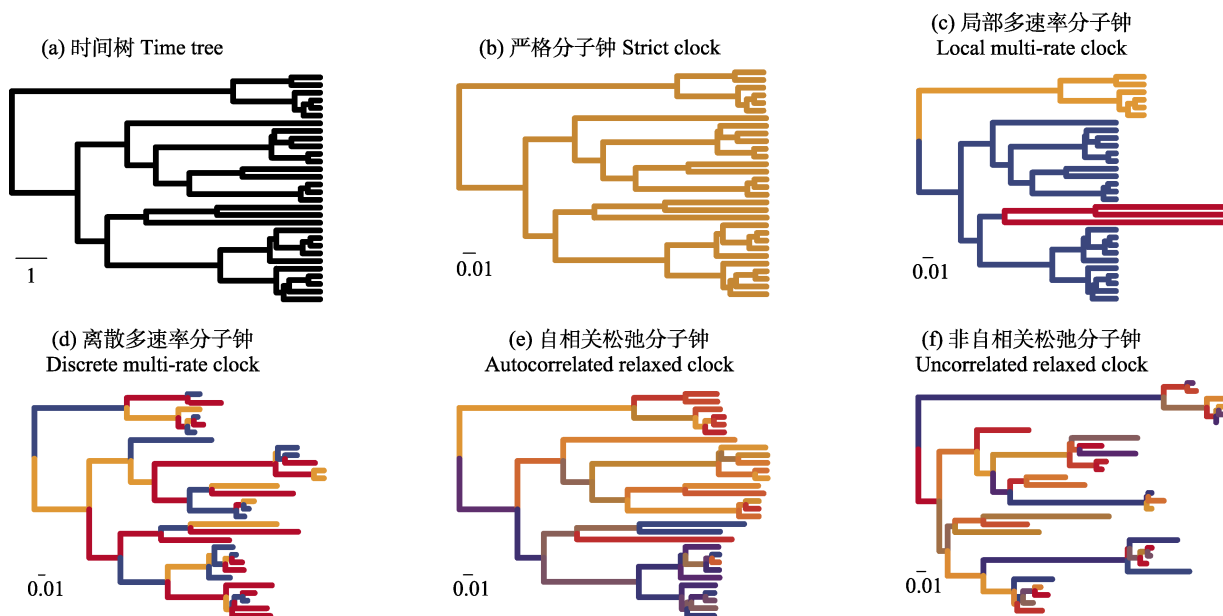 (a) 时间树 Time tree
(b) 严格分子钟 Strict clock
(c) 局部多速率分子钟
Local multi-rate clock
1
0.01
0.01
(d) 离散多速率分子钟
Discrete multi-rate clock
(e) 自相关松弛分子钟
Autocorrelated relaxed clock
(f) 非自相关松弛分子钟
Uncorrelated relaxed clock
0.01
0.01
0.01